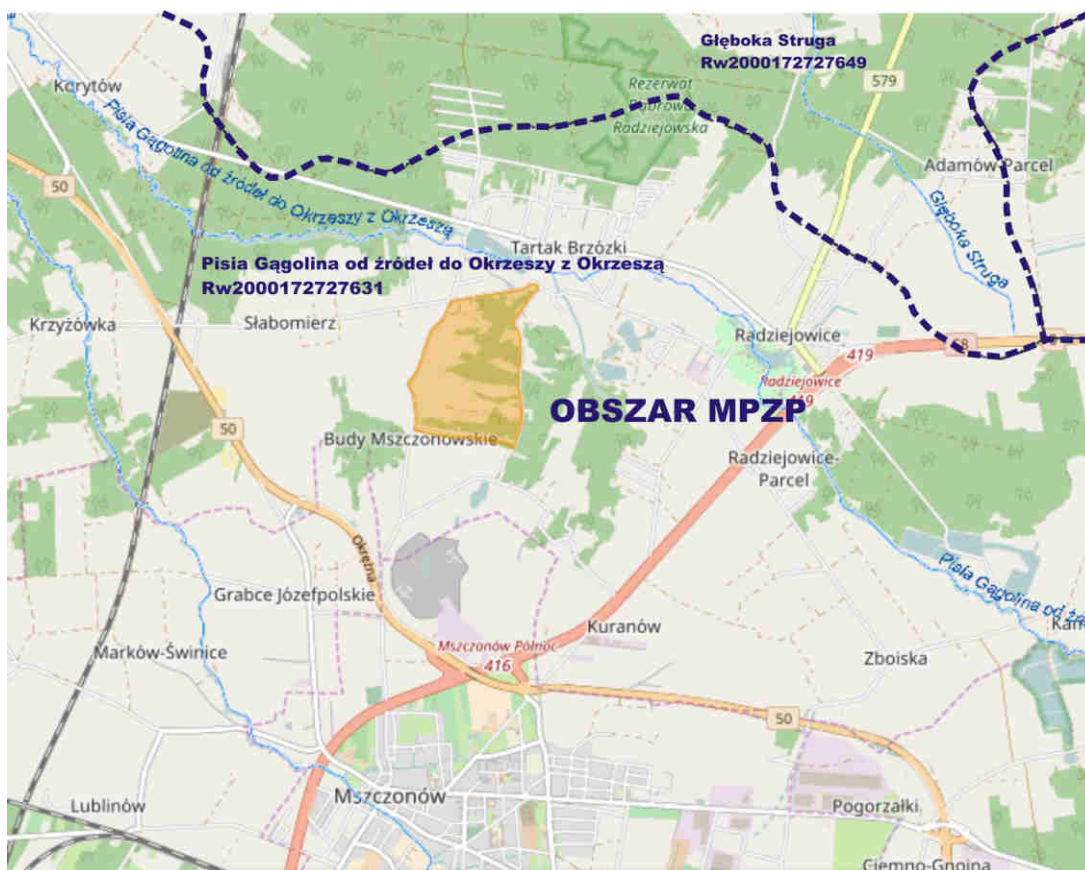 Głęboka Struga
Rw2000172727649
579
Rezerwat
Dąbrowa
Radziejowska
Korytów
Pisia Gągolina od źródeł do Okrzeszy z Okrzeszą
Adamów-Parcel
50
Głęboka Struga
Tartak Brzózki
Pisia Gągolina od źródeł do Okrzeszy z Okrzeszą
Rw2000172727631
Krzyżówka
Słabomierz
Radziejowice
419
Radziejowice
419
50
OBSZAR MPZP
Budy Mszczonowskie
Radziejowice-
Parcel
Okrężna
Pisia Gągolina od
Grabce Józefpolskie
Kuranów
Mszczonów Północ
416
Marków-Świnice
Zboiska
50
Mszczonów
Lublinów
Pogorzałki
Ciemno-Gnojna